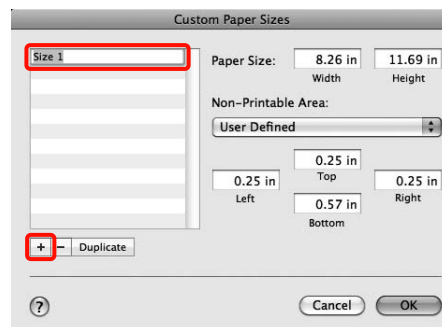 Custom Paper Sizes
Size 1
Paper Size:
8.26 in
11.69 in
Width
Height
Non-Printable Area:
User Defined
0.25 in
Top
0.25 in
0.25 in
Left
Right
0.57 in
Bottom
+ − Duplicate
? Cancel OK